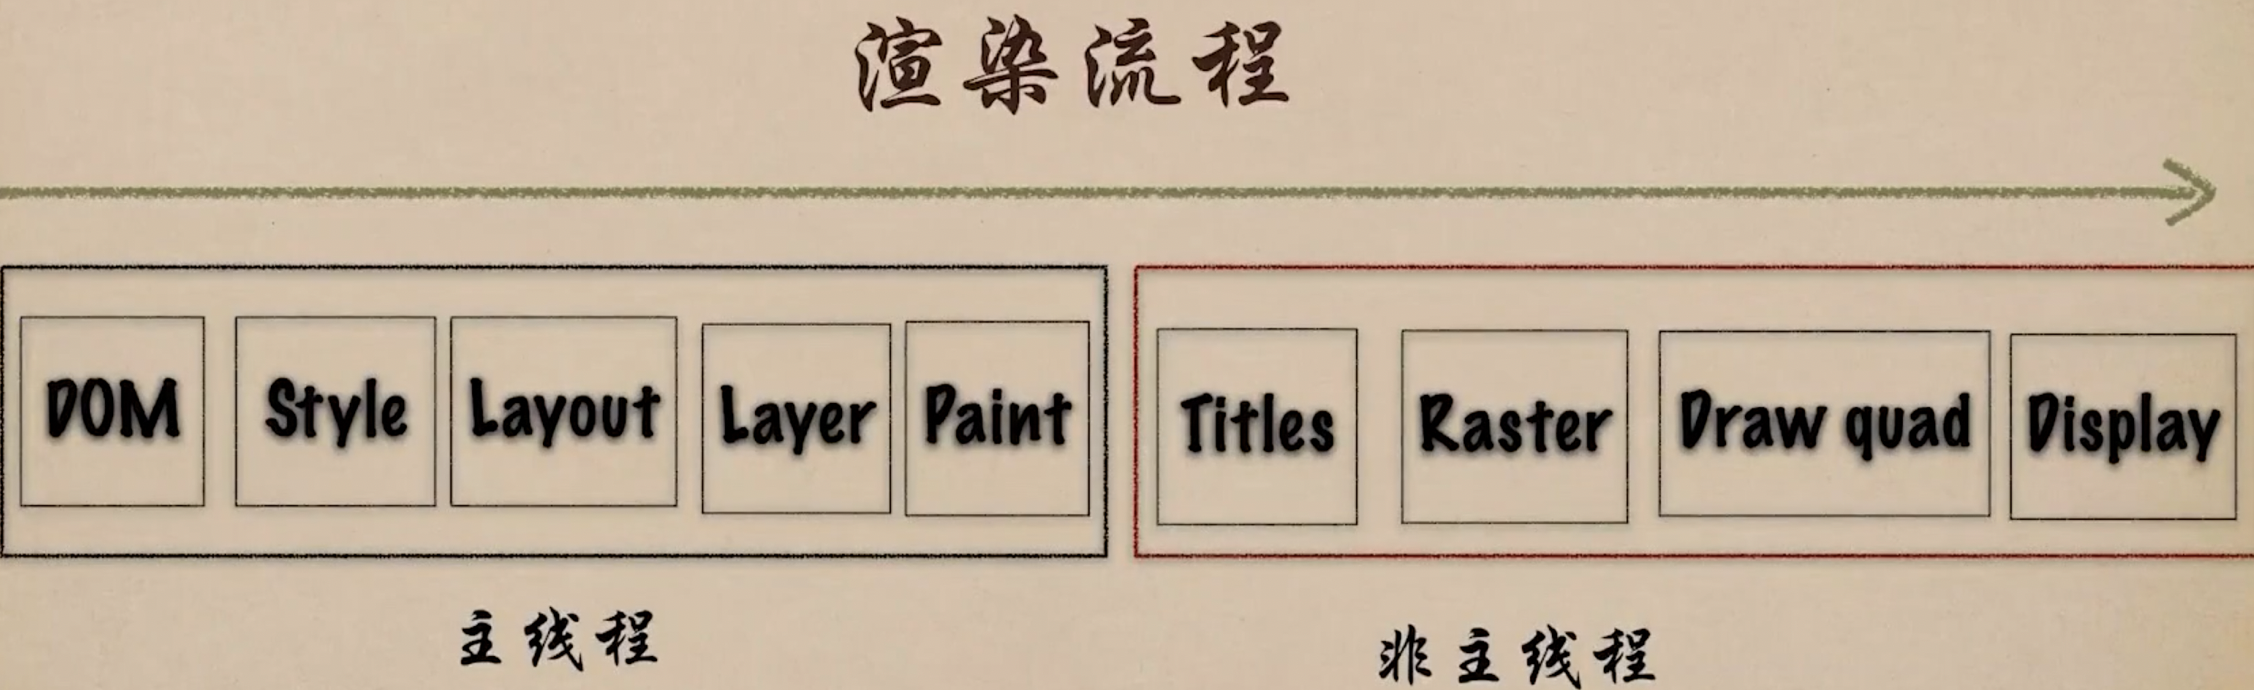 渲染流程
DOM Style Layout Layer Paint Titles Raster Draw quad Display
主线程 非主线程